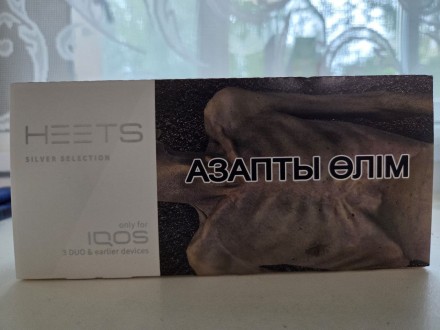 HEETS
SILVER SELECTION
only for
IQOS
3 DUO & earlier devices
АЗАПТЫ ӨЛІМ